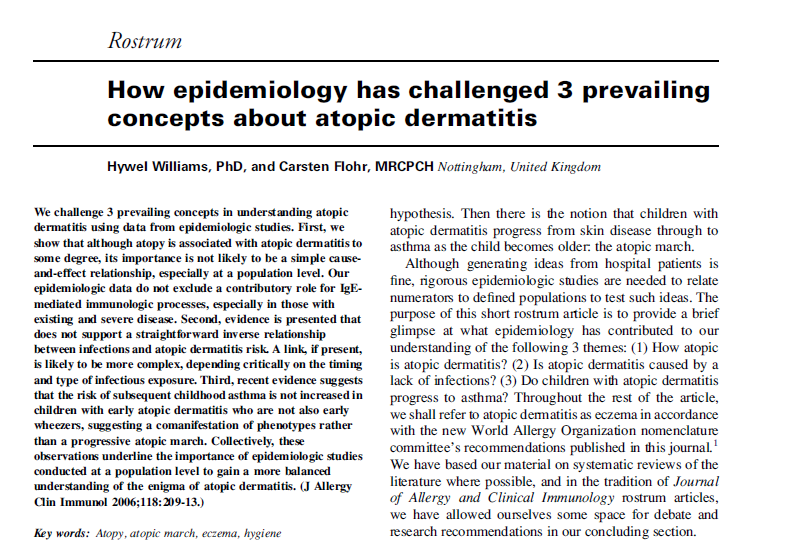 Rostrum
How epidemiology has challenged 3 prevailing
concepts about atopic dermatitis
Hywel Williams, PhD, and Carsten Flohr, MRCPCH Nottingham, United Kingdom
We challenge 3 prevailing concepts in understanding atopic
dermatitis using data from epidemiologic studies. First, we
show that although atopy is associated with atopic dermatitis to
some degree, its importance is not likely to be a simple cause-
and-effect relationship, especially at a population level. Our
epidemiologic data do not exclude a contributory role for IgE-
mediated immunologic processes, especially in those with
existing and severe disease. Second, evidence is presented that
does not support a straightforward inverse relationship
between infections and atopic dermatitis risk. A link, if present,
is likely to be more complex, depending critically on the timing
and type of infectious exposure. Third, recent evidence suggests
that the risk of subsequent childhood asthma is not increased in
children with early atopic dermatitis who are not also early
wheezers, suggesting a comanifestation of phenotypes rather
than a progressive atopic march. Collectively, these
observations underline the importance of epidemiologic studies
conducted at a population level to gain a more balanced
understanding of the enigma of atopic dermatitis. (J Allergy
Clin Immunol 2006;118:209-13.)
Key words: Atopy, atopic march, eczema, hygiene
hypothesis. Then there is the notion that children with
atopic dermatitis progress from skin disease through to
asthma as the child becomes older: the atopic march.
Although generating ideas from hospital patients is
fine, rigorous epidemiologic studies are needed to relate
numerators to defined populations to test such ideas. The
purpose of this short rostrum article is to provide a brief
glimpse at what epidemiology has contributed to our
understanding of the following 3 themes: (1) How atopic
is atopic dermatitis? (2) Is atopic dermatitis caused by a
lack of infections? (3) Do children with atopic dermatitis
progress to asthma? Throughout the rest of the article,
we shall refer to atopic dermatitis as eczema in accordance
with the new World Allergy Organization nomenclature
committee's recommendations published in this journal.1
We have based our material on systematic reviews of the
literature where possible, and in the tradition of Journal
of Allergy and Clinical Immunology rostrum articles,
we have allowed ourselves some space for debate and
research recommendations in our concluding section.